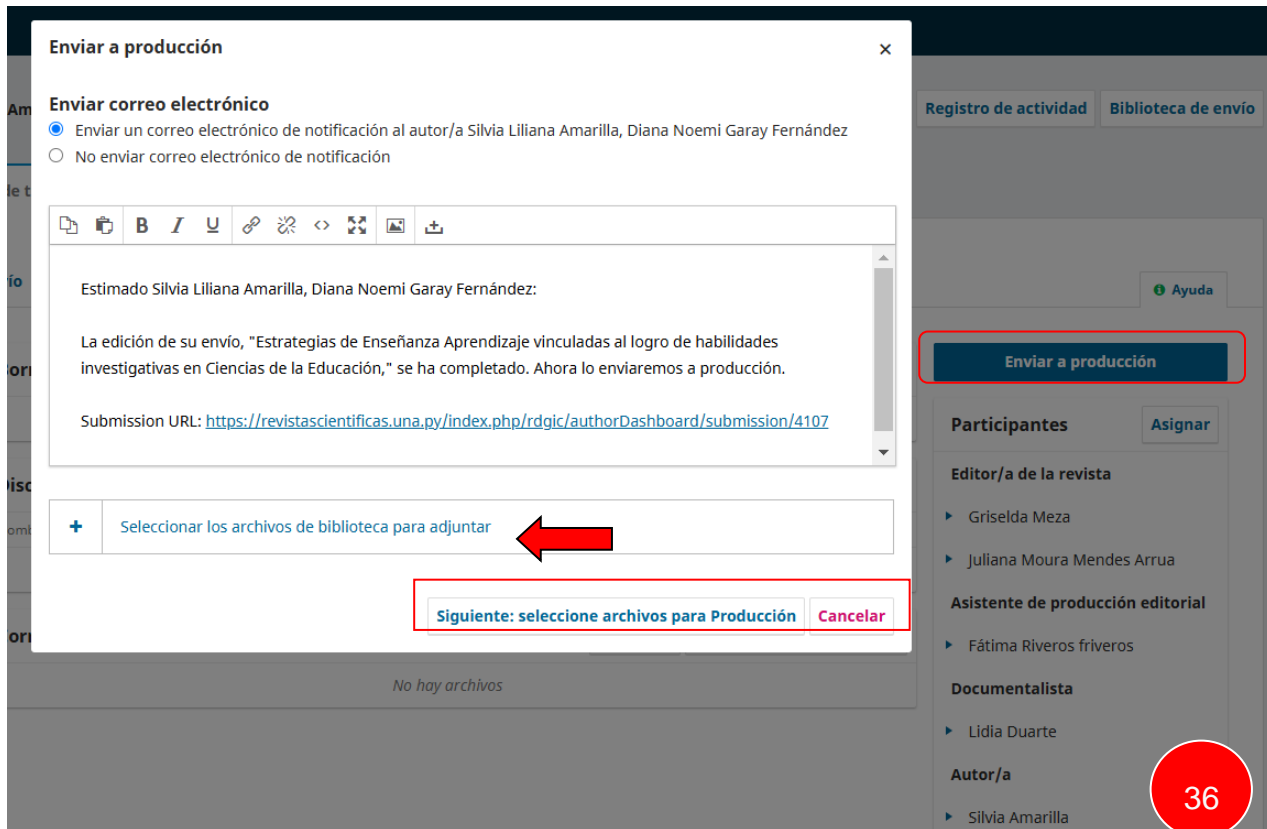 Enviar a producción ×
Enviar correo electrónico
Enviar un correo electrónico de notificación al autor/a Silvia Liliana Amarilla, Diana Noemi Garay Fernández
No enviar correo electrónico de notificación
B I U
Estimado Silvia Liliana Amarilla, Diana Noemi Garay Fernández:
La edición de su envío, "Estrategias de Enseñanza Aprendizaje vinculadas al logro de habilidades
investigativas en Ciencias de la Educación," se ha completado. Ahora lo enviaremos a producción.
Submission URL: https://revistascientificas.una.py/index.php/rdgic/authorDashboard/submission/4107
+ Seleccionar los archivos de biblioteca para adjuntar
Siguiente: seleccione archivos para Producción Cancelar
No hay archivos
Am
Registro de actividad Biblioteca de envío
de t
ío
Ayuda
Enviar a producción
Participantes Asignar
Editor/a de la revista
Griselda Meza
Juliana Moura Mendes Arrua
Asistente de producción editorial
Fátima Riveros friveros
Documentalista
Lidia Duarte
Autor/a
Silvia Amarilla
36